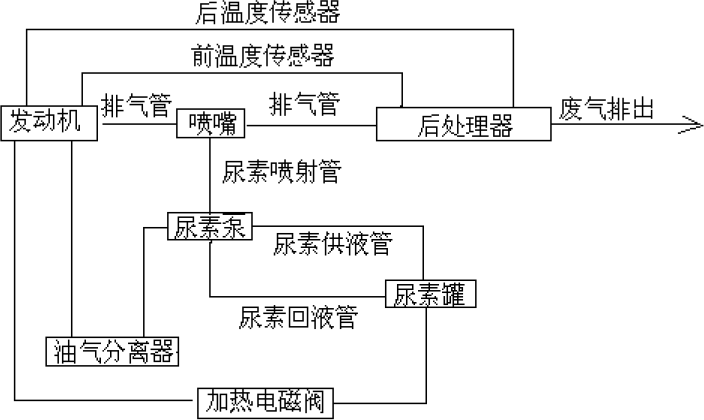 后温度传感器
前温度传感器
排气管
排气管
废气排出
发动机
喷嘴
后处理器
尿素喷射管
尿素泵
尿素供液管
尿素罐
尿素回液管
油气分离器
加热电磁阀